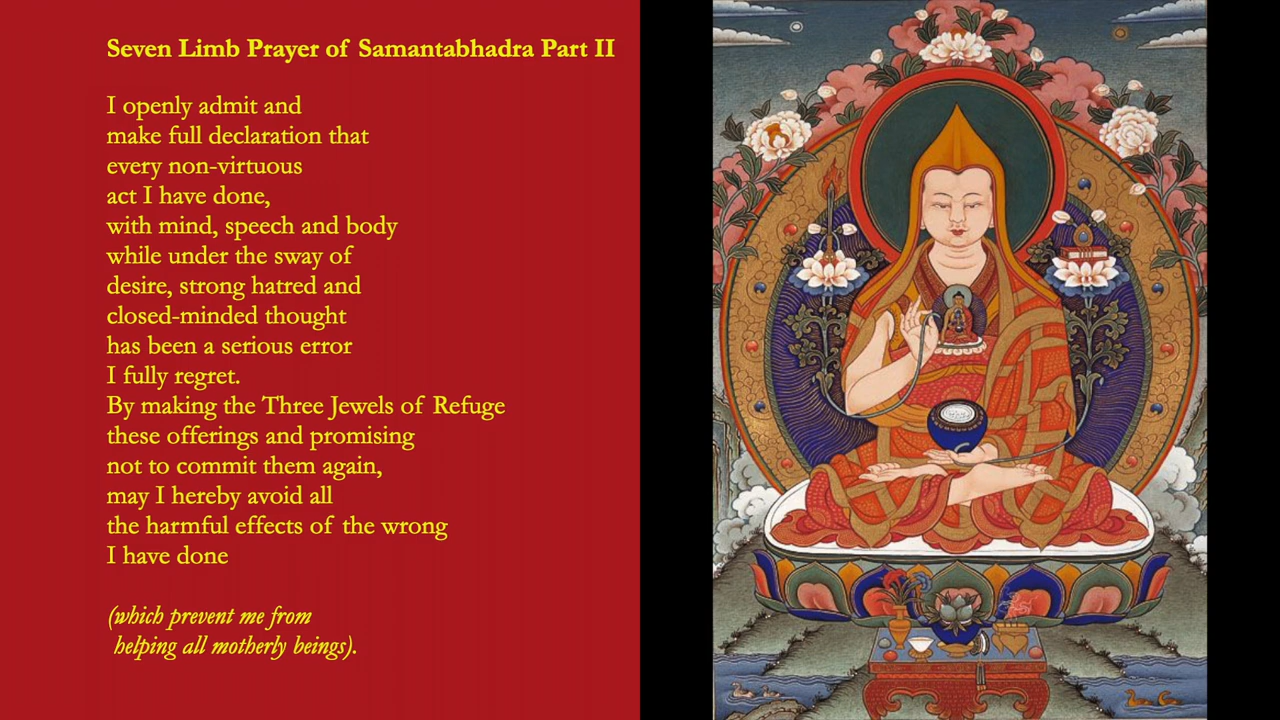 Seven Limb Prayer of Samantabhadra Part II
I openly admit and
make full declaration that
every non-virtuous
act I have done,
with mind, speech and body
while under the sway of
desire, strong hatred and
closed-minded thought
has been a serious error
I fully regret.
By making the Three Jewels of Refuge
these offerings and promising
not to commit them again,
may I hereby avoid all
the harmful effects of the wrong
I have done
(which prevent me from
helping all motherly beings).